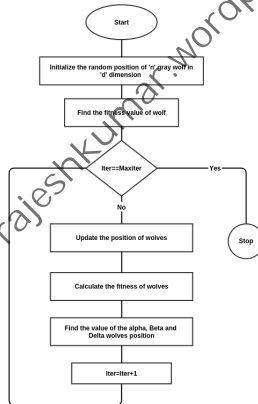 Start
Initialize the random position of 'n' gray wolf in
'd' dimension
Find the fitness value of wolf
Iter==Maxiter
Yes
No
Stop
Update the position of wolves
Calculate the fitness of wolves
Find the value of the alpha, Beta and
Delta wolves position
Iter=Iter+1
rajeshkumar.wordp